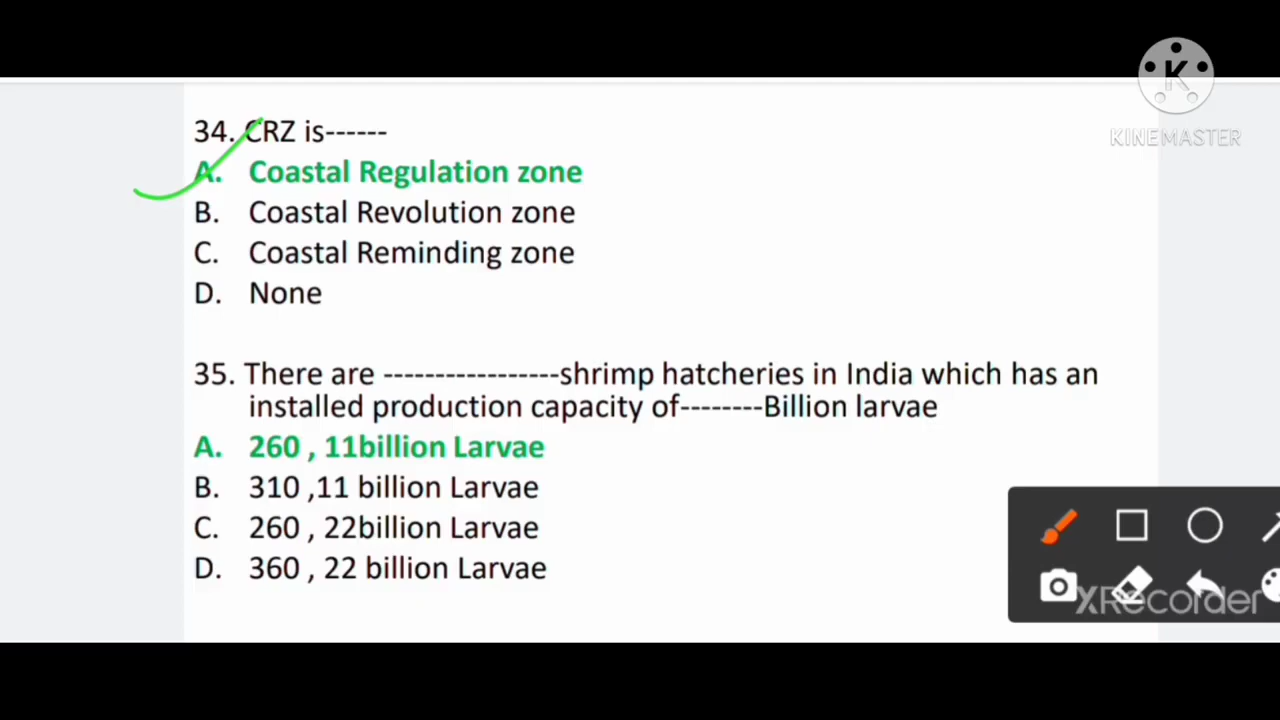 K
KINEMASTER
34. CRZ is------
A. Coastal Regulation zone
B. Coastal Revolution zone
C. Coastal Reminding zone
D. None
35. There are -----------------shrimp hatcheries in India which has an
installed production capacity of--------Billion larvae
A. 260 , 11billion Larvae
B. 310 ,11 billion Larvae
C. 260 , 22billion Larvae
D. 360 , 22 billion Larvae
XRecorder